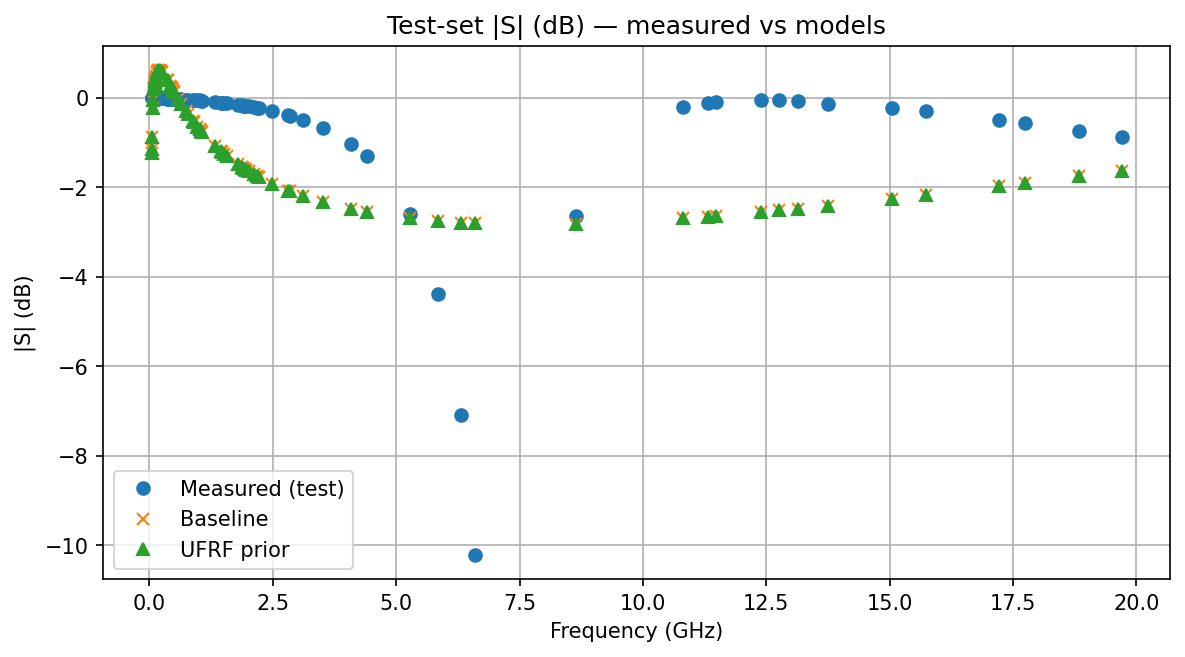 Test-set |S| (dB) — measured vs models
|S| (dB)
0
−2
−4
−6
−8
−10
Measured (test)
Baseline
UFRF prior
0.0 2.5 5.0 7.5 10.0 12.5 15.0 17.5 20.0
Frequency (GHz)